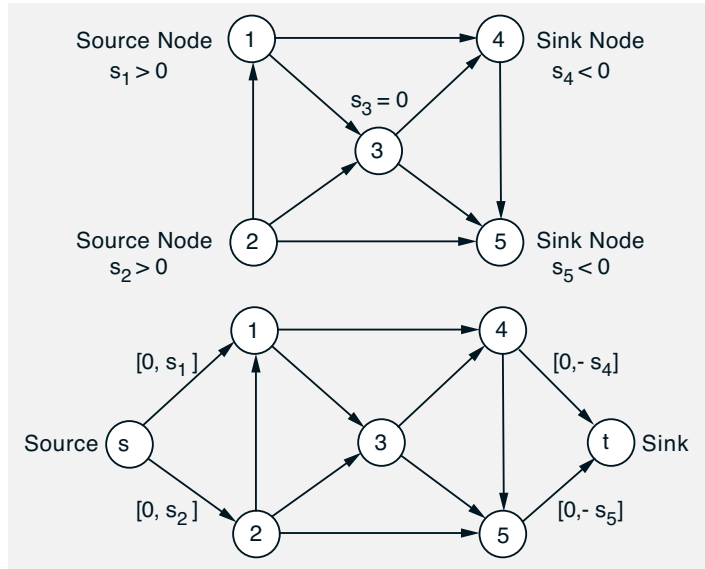 Source Node
s1 > 0
1
4
Sink Node
s4 < 0
s3 = 0
3
Source Node
s2 > 0
2
5
Sink Node
s5 < 0
1
4
[0, s1 ]
[0,- s4]
Source
s
3
t
Sink
[0, s2 ]
[0,- s5]
2
5